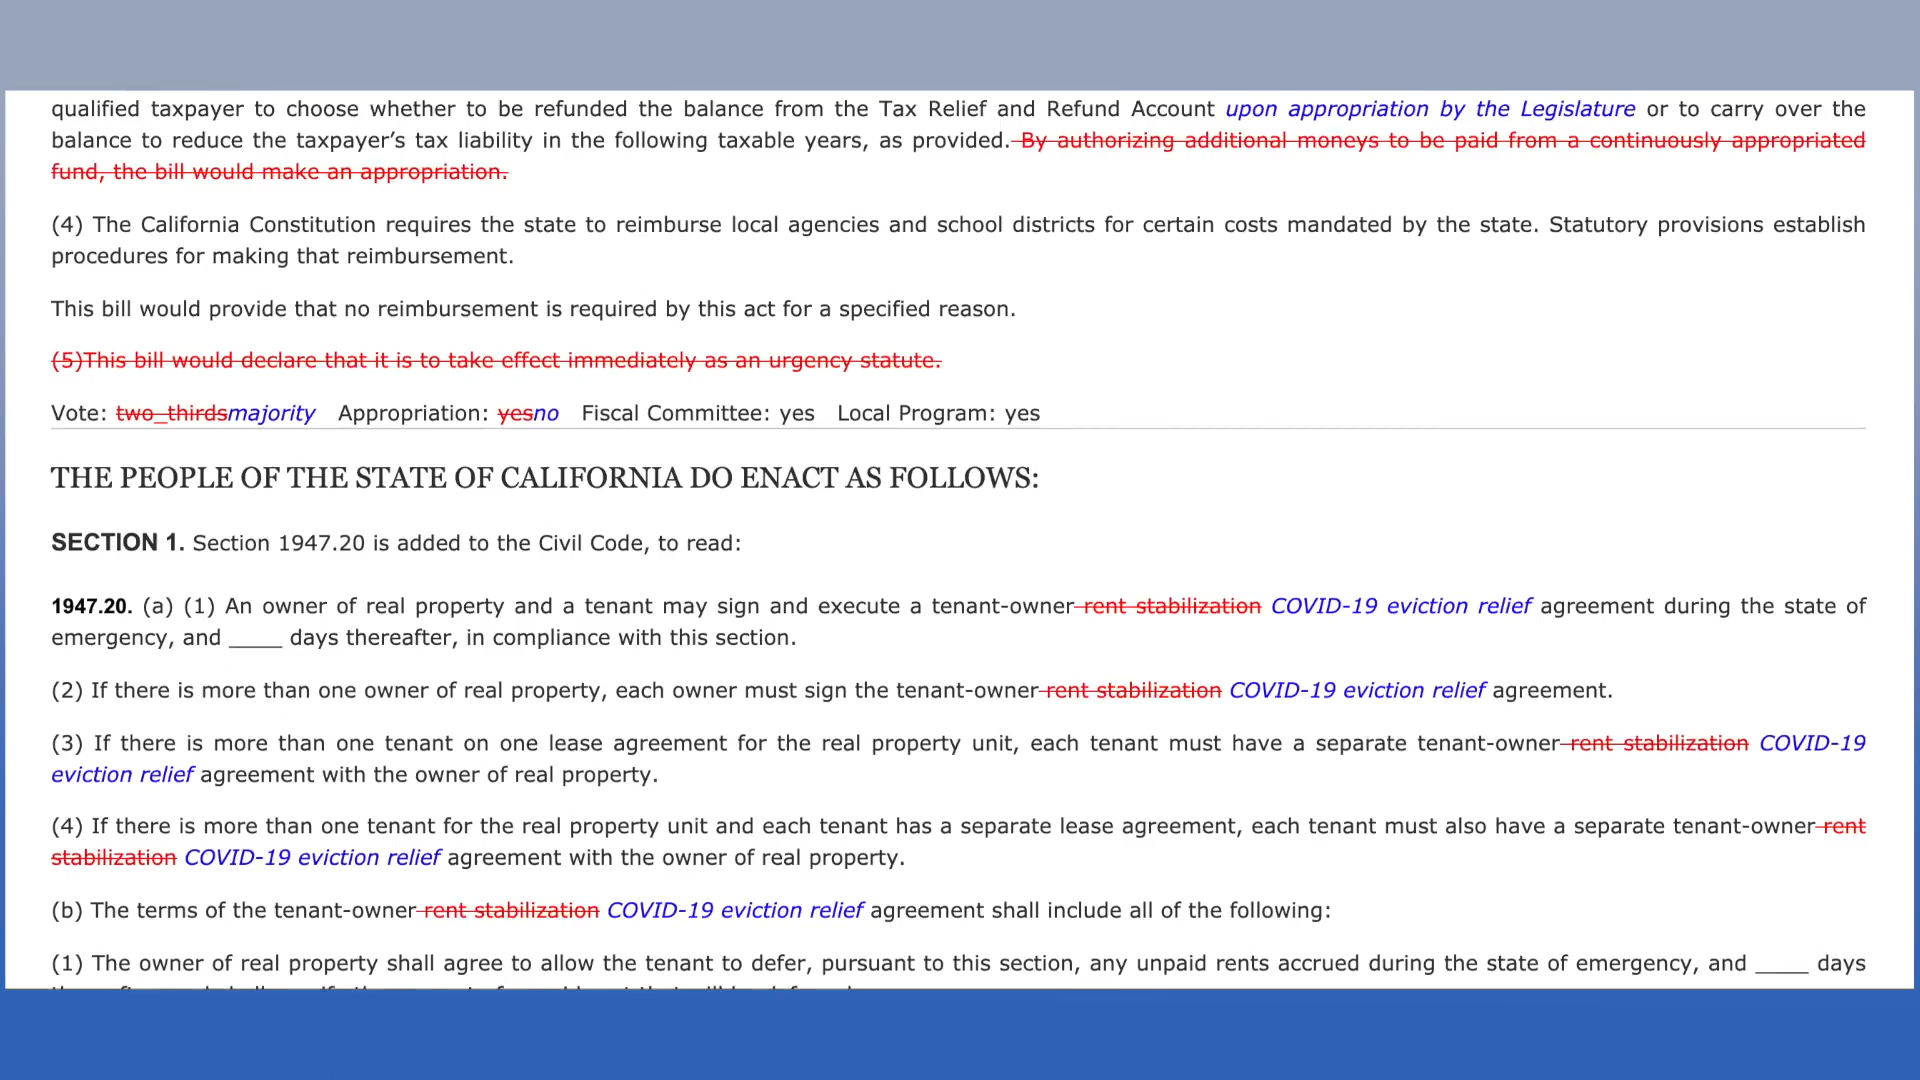 qualified taxpayer to choose whether to be refunded the balance from the Tax Relief and Refund Account upon appropriation by the Legislature or to carry over the
balance to reduce the taxpayer’s tax liability in the following taxable years, as provided. By authorizing additional moneys to be paid from a continuously appropriated
fund, the bill would make an appropriation.
(4) The California Constitution requires the state to reimburse local agencies and school districts for certain costs mandated by the state. Statutory provisions establish
procedures for making that reimbursement.
This bill would provide that no reimbursement is required by this act for a specified reason.
(5)This bill would declare that it is to take effect immediately as an urgency statute.
Vote: two_thirdsmajority Appropriation: yesno Fiscal Committee: yes Local Program: yes
THE PEOPLE OF THE STATE OF CALIFORNIA DO ENACT AS FOLLOWS:
SECTION 1. Section 1947.20 is added to the Civil Code, to read:
1947.20. (a) (1) An owner of real property and a tenant may sign and execute a tenant-owner rent stabilization COVID-19 eviction relief agreement during the state of
emergency, and ____ days thereafter, in compliance with this section.
(2) If there is more than one owner of real property, each owner must sign the tenant-owner rent stabilization COVID-19 eviction relief agreement.
(3) If there is more than one tenant on one lease agreement for the real property unit, each tenant must have a separate tenant-owner rent stabilization COVID-19
eviction relief agreement with the owner of real property.
(4) If there is more than one tenant for the real property unit and each tenant has a separate lease agreement, each tenant must also have a separate tenant-owner rent
stabilization COVID-19 eviction relief agreement with the owner of real property.
(b) The terms of the tenant-owner rent stabilization COVID-19 eviction relief agreement shall include all of the following:
(1) The owner of real property shall agree to allow the tenant to defer, pursuant to this section, any unpaid rents accrued during the state of emergency, and ____ days